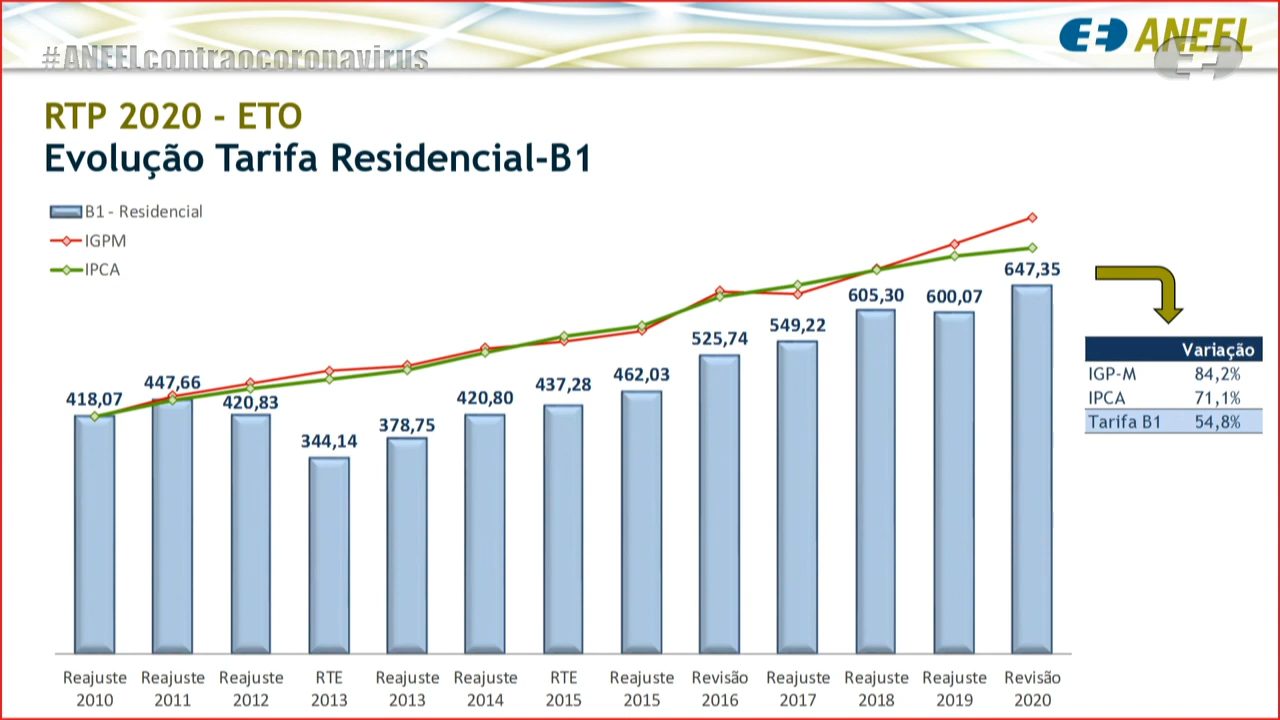 #ANEELcontraocoronavirus
ANEEL
RTP 2020 - ETO
Evolução Tarifa Residencial-B1
B1 - Residencial
IGPM
IPCA
418,07
447,66
420,83
344,14
378,75
420,80
437,28
462,03
525,74
549,22
605,30
600,07
647,35
Variação
IGP-M 84,2%
IPCA 71,1%
Tarifa B1 54,8%
Reajuste 2010
Reajuste 2011
Reajuste 2012
RTE 2013
Reajuste 2013
Reajuste 2014
RTE 2015
Reajuste 2015
Revisão 2016
Reajuste 2017
Reajuste 2018
Reajuste 2019
Revisão 2020